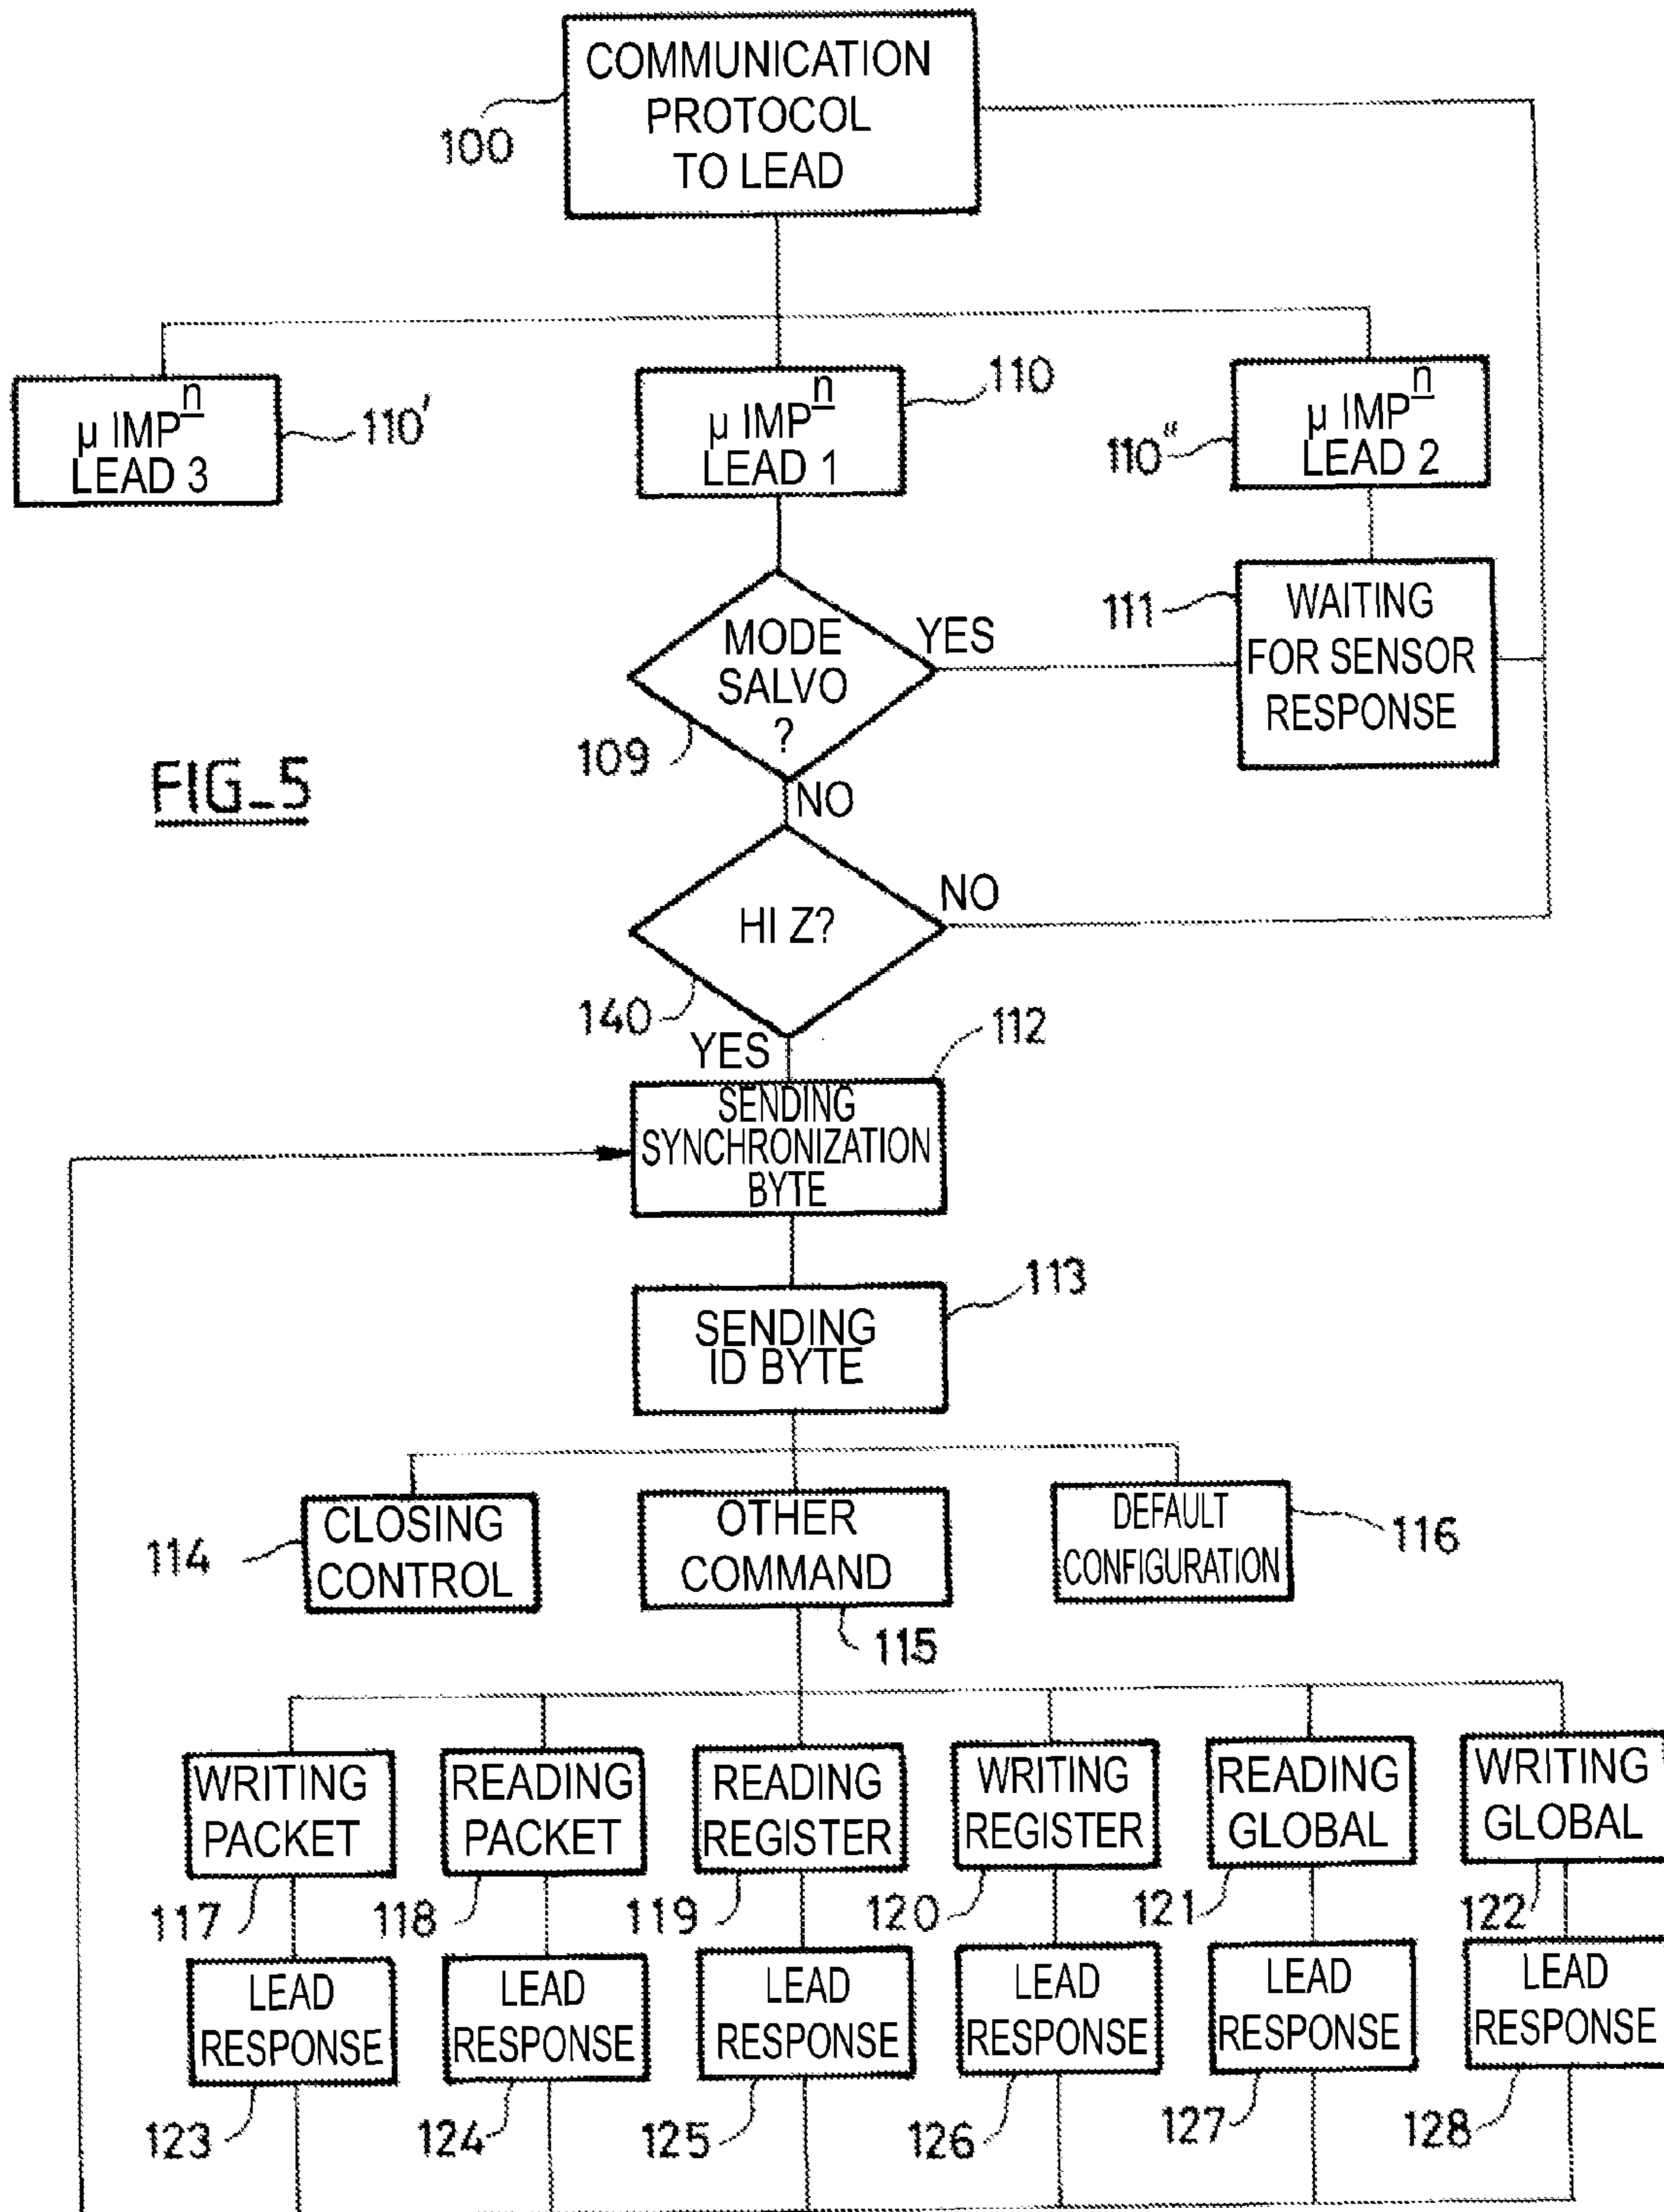 COMMUNICATION
PROTOCOL
TO LEAD
100
µ IMPn
LEAD 3
110'
µ IMPn
LEAD 1
110
µ IMPn
LEAD 2
110"
MODE
SALVO
?
109
YES
NO
WAITING
FOR SENSOR
RESPONSE
111
FIG_5
HI Z?
140
NO
YES
SENDING
SYNCHRONIZATION
BYTE
112
SENDING
ID BYTE
113
CLOSING
CONTROL
114
OTHER
COMMAND
115
DEFAULT
CONFIGURATION
116
WRITING
PACKET
117
READING
PACKET
118
READING
REGISTER
119
WRITING
REGISTER
120
READING
GLOBAL
121
WRITING
GLOBAL
122
LEAD
RESPONSE
123
LEAD
RESPONSE
124
LEAD
RESPONSE
125
LEAD
RESPONSE
126
LEAD
RESPONSE
127
LEAD
RESPONSE
128